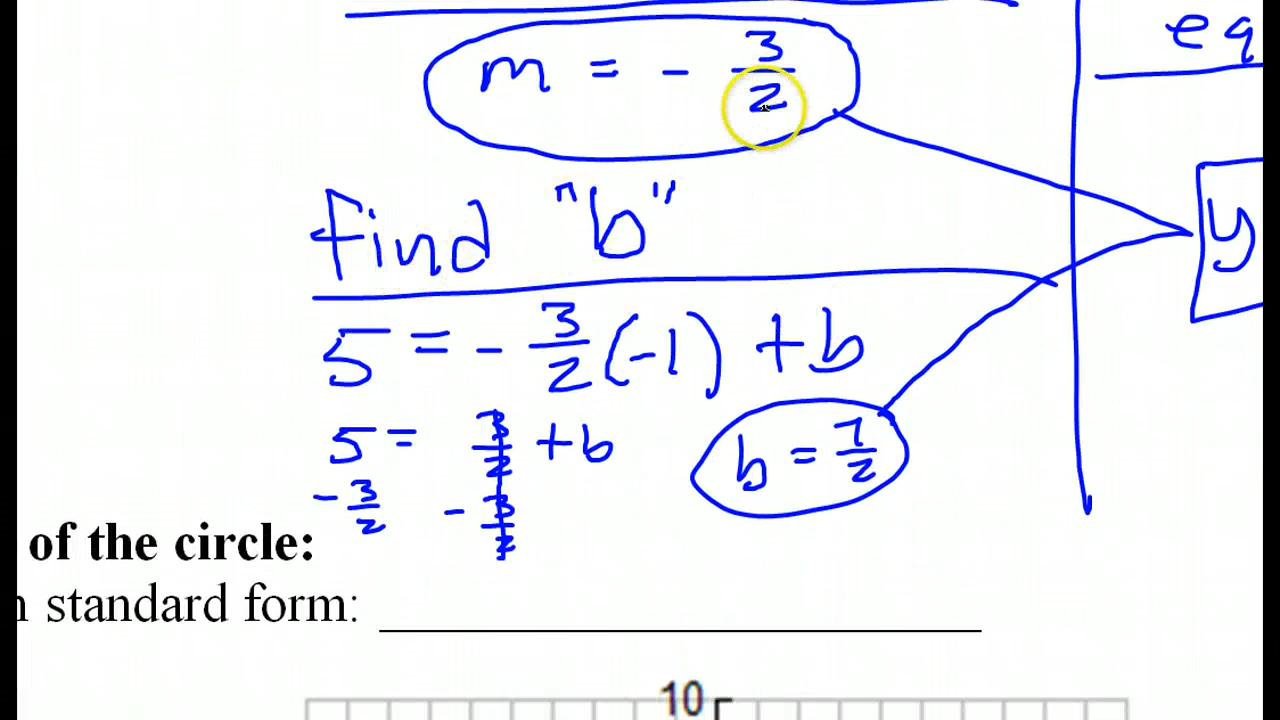 m = - 3/2
eq
find "b"
y
5 = - 3/2 (-1) + b
5 = 3/2 + b
b = 7/2
- 3/2 - 3/2
of the circle:
n standard form: ____________________
10